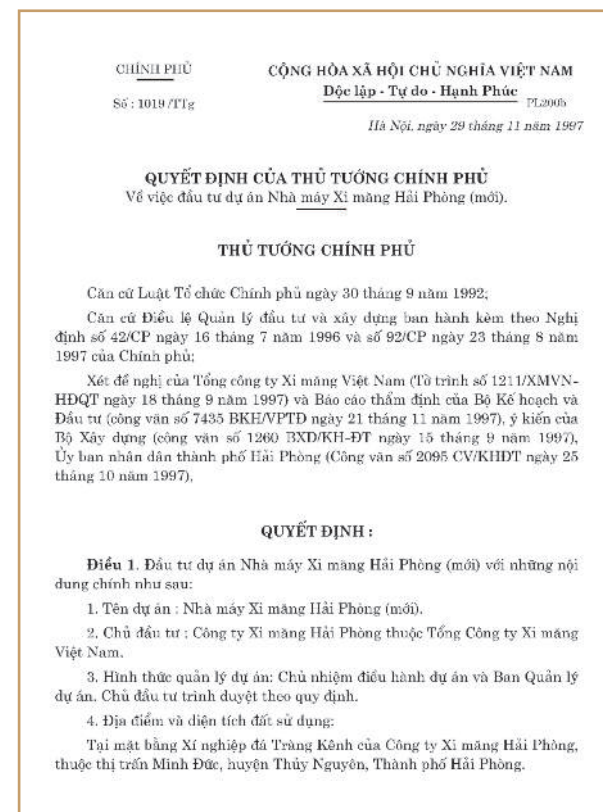 CHÍNH PHỦ
Số : 1019/TTg
CỘNG HÒA XÃ HỘI CHỦ NGHĨA VIỆT NAM
Độc lập - Tự do - Hạnh Phúc
PL200b
Hà Nội, ngày 29 tháng 11 năm 1997
QUYẾT ĐỊNH CỦA THỦ TƯỚNG CHÍNH PHỦ
Về việc đầu tư dự án Nhà máy Xi măng Hải Phòng (mới).
THỦ TƯỚNG CHÍNH PHỦ
Căn cứ Luật Tổ chức Chính phủ ngày 30 tháng 9 năm 1992;
Căn cứ Điều lệ Quản lý đầu tư và xây dựng ban hành kèm theo Nghị
định số 42/CP ngày 16 tháng 7 năm 1996 và số 92/CP ngày 23 tháng 8 năm
1997 của Chính phủ;
Xét đề nghị của Tổng công ty Xi măng Việt Nam (Tờ trình số 1211/XMVN-
HĐQT ngày 18 tháng 9 năm 1997) và Báo cáo thẩm định của Bộ Kế hoạch và
Đầu tư (công văn số 7435 BKH/VPTĐ ngày 21 tháng 11 năm 1997), ý kiến của
Bộ Xây dựng (công văn số 1260 BXD/KH-ĐT ngày 15 tháng 9 năm 1997),
Ủy ban nhân dân thành phố Hải Phòng (Công văn số 2095 CV/KHĐT ngày 25
tháng 10 năm 1997),
QUYẾT ĐỊNH :
Điều 1. Đầu tư dự án Nhà máy Xi măng Hải Phòng (mới) với những nội
dung chính như sau:
1. Tên dự án : Nhà máy Xi măng Hải Phòng (mới).
2. Chủ đầu tư : Công ty Xi măng Hải Phòng thuộc Tổng Công ty Xi măng
Việt Nam.
3. Hình thức quản lý dự án: Chủ nhiệm điều hành dự án và Ban Quản lý
dự án. Chủ đầu tư trình duyệt theo quy định.
4. Địa điểm và diện tích đất sử dụng:
Tại mặt bằng Xí nghiệp đá Tràng Kênh của Công ty Xi măng Hải Phòng,
thuộc thị trấn Minh Đức, huyện Thủy Nguyên, Thành phố Hải Phòng.